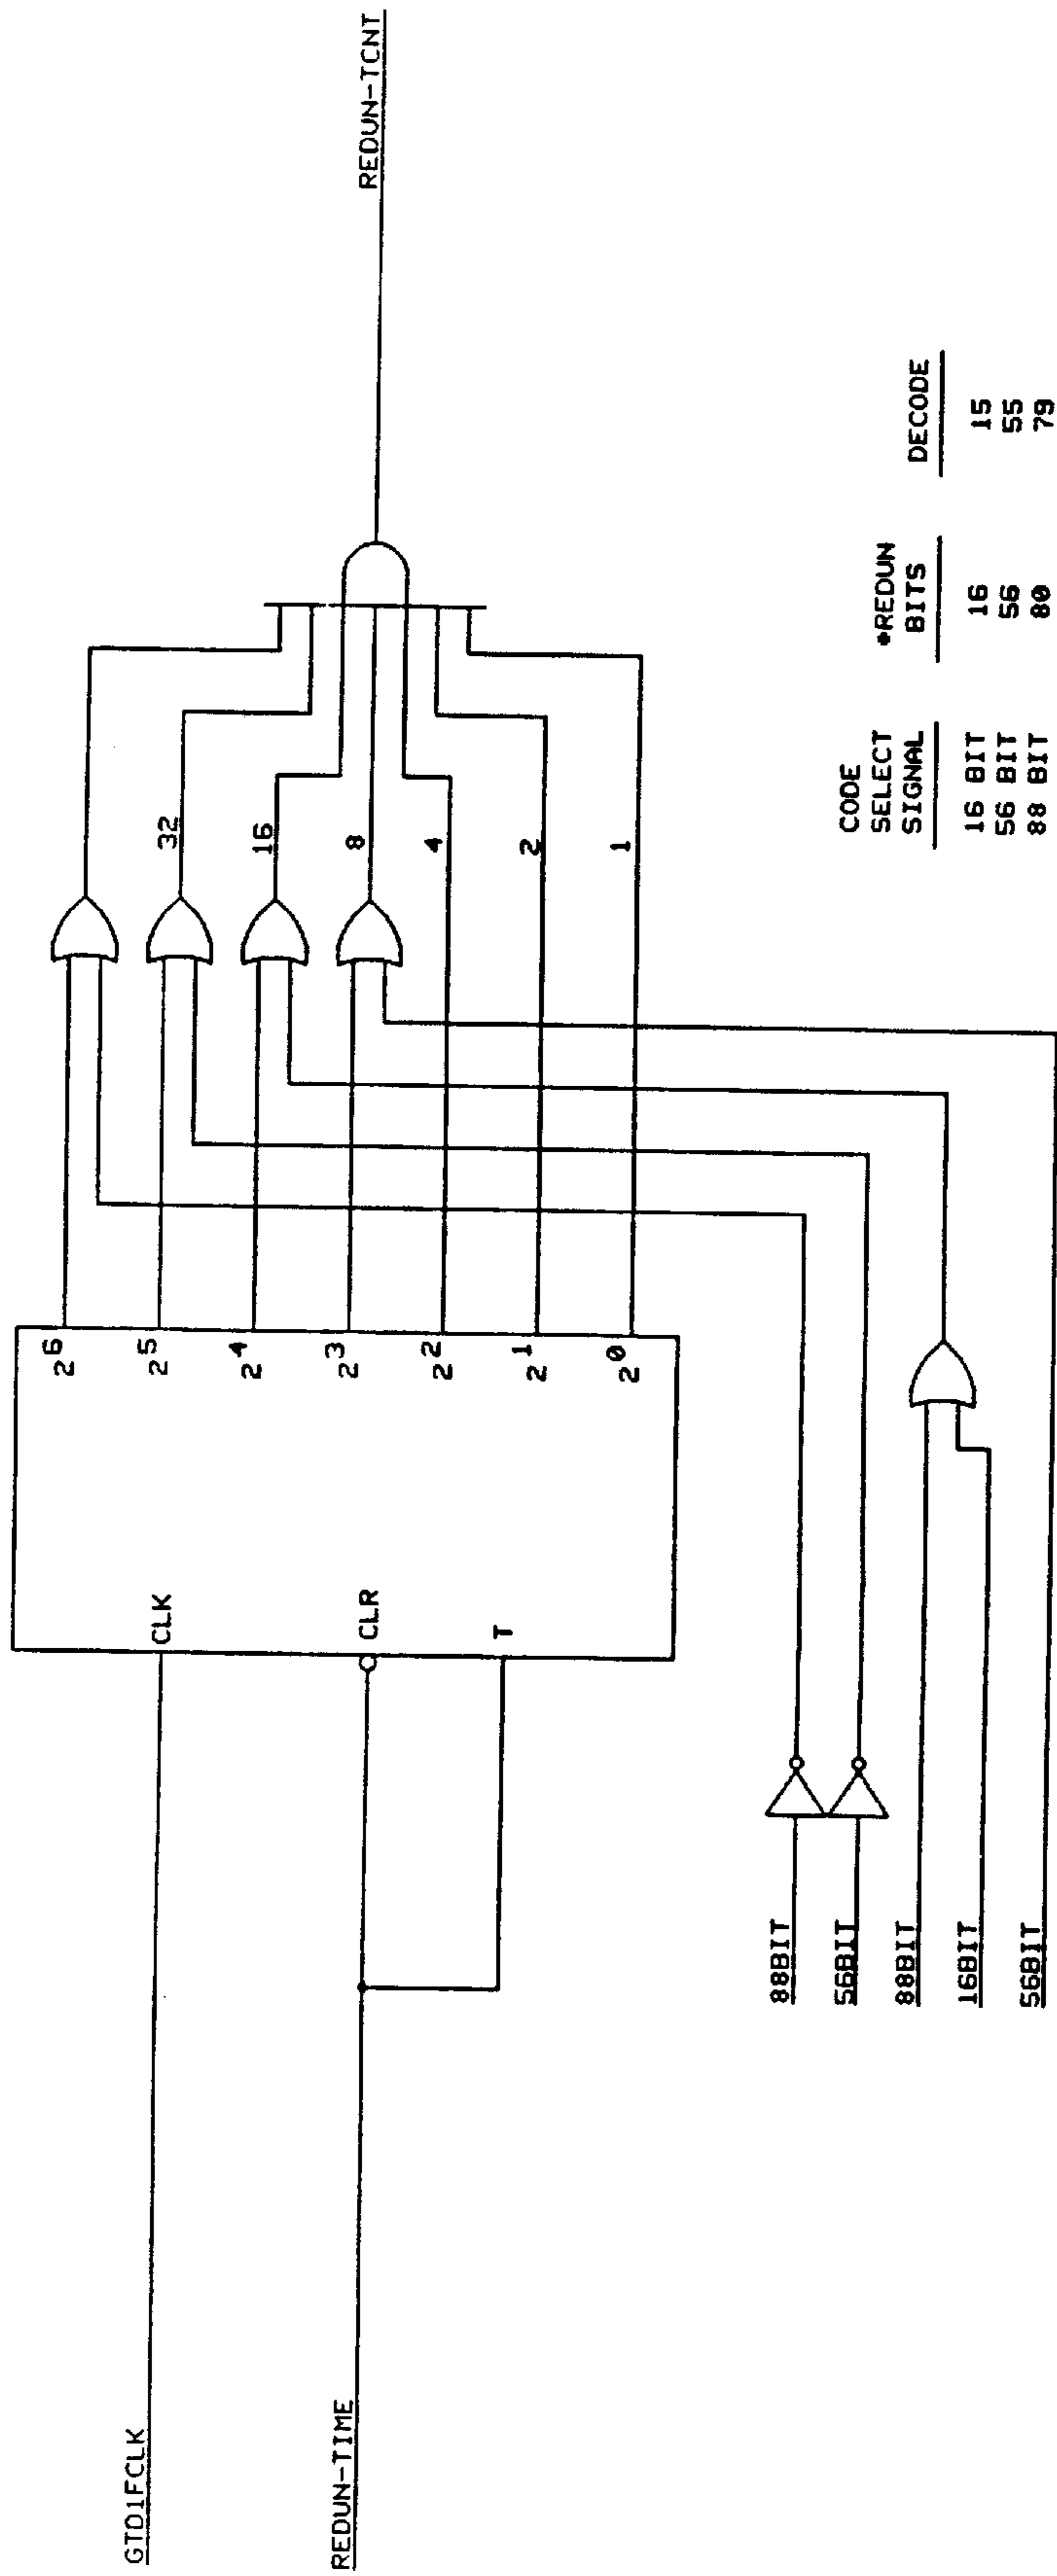 GTD1FCLK
REDUN-TIME
CLK
CLR
T
2 6
2 5
2 4
2 3
2 2
2 1
2 0
32
16
8
4
2
1
REDUN-TCNT
88BIT
56BIT
88BIT
16BIT
56BIT
CODE
SELECT *REDUN
SIGNAL BITS DECODE
16 BIT 16 15
56 BIT 56 55
88 BIT 80 79